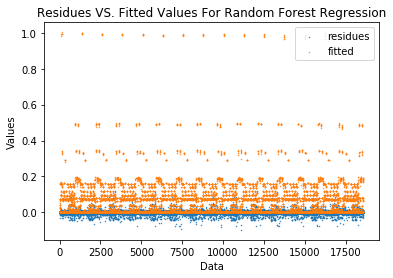 Residues VS. Fitted Values For Random Forest Regression
residues
fitted
Values
1.0
0.8
0.6
0.4
0.2
0.0
0 2500 5000 7500 10000 12500 15000 17500
Data